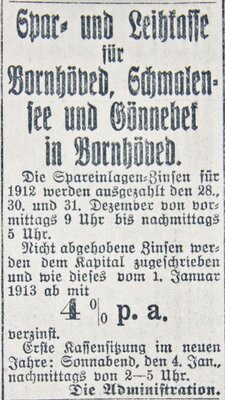 Spar- und Leihkasse
für
Bornhöved, Schmalen-
see und Gönnebek
in Bornhöved.
Die Spareinlagen-Zinsen für
1912 werden ausgezahlt den 28.,
30. und 31. Dezember von vor-
mittags 9 Uhr bis nachmittags
5 Uhr.
Nicht abgehobene Zinsen wer-
den dem Kapital zugeschrieben
und wie dieses vom 1. Januar
1913 ab mit
4 % p. a.
verzinst.
Erste Kassensitzung im neuen
Jahre: Sonnabend, den 4. Jan.,
nachmittags von 2—5 Uhr.
Die Administration.